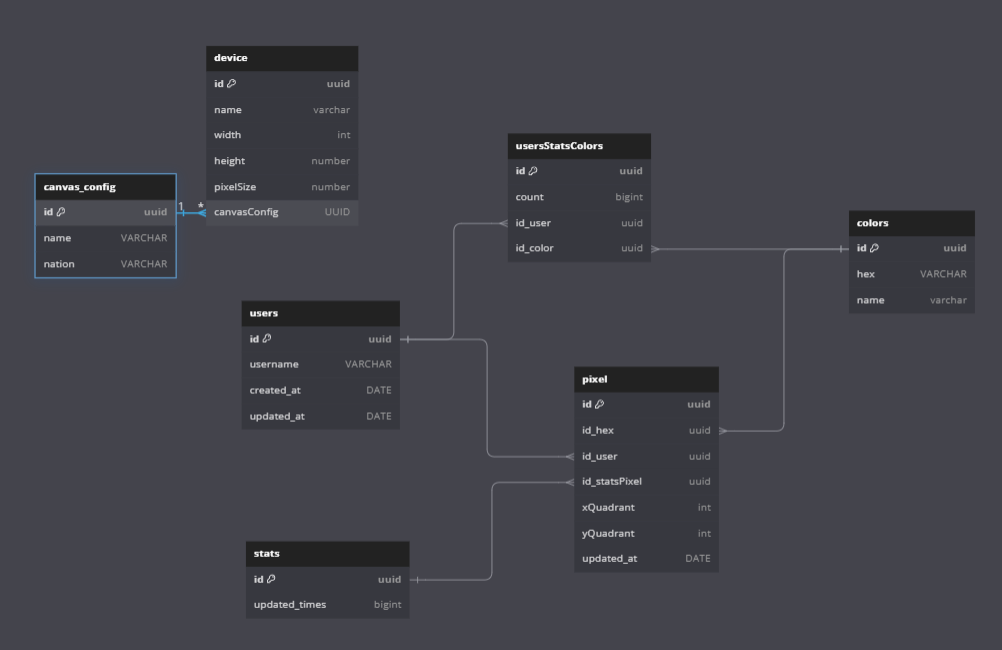 device
id uuid
name varchar
width int
height number
pixelSize number
canvasConfig UUID
canvas_config
id uuid
name VARCHAR
nation VARCHAR
1 *
usersStatsColors
id uuid
count bigint
id_user uuid
id_color uuid
colors
id uuid
hex VARCHAR
name varchar
users
id uuid
username VARCHAR
created_at DATE
updated_at DATE
pixel
id uuid
id_hex uuid
id_user uuid
id_statsPixel uuid
xQuadrant int
yQuadrant int
updated_at DATE
stats
id uuid
updated_times bigint